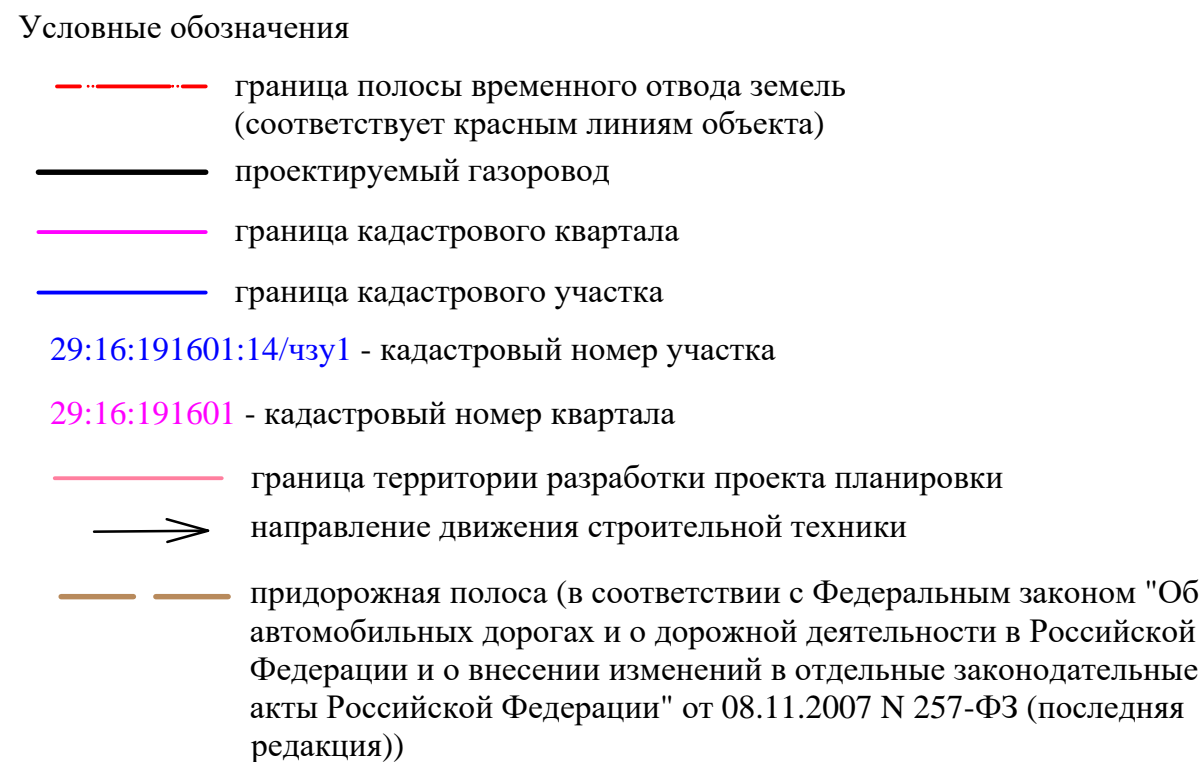 Условные обозначения
граница полосы временного отвода земель
(соответствует красным линиям объекта)
проектируемый газоровод
граница кадастрового квартала
граница кадастрового участка
29:16:191601:14/чзу1 - кадастровый номер участка
29:16:191601 - кадастровый номер квартала
граница территории разработки проекта планировки
направление движения строительной техники
придорожная полоса (в соответствии с Федеральным законом "Об
автомобильных дорогах и о дорожной деятельности в Российской
Федерации и о внесении изменений в отдельные законодательные
акты Российской Федерации" от 08.11.2007 N 257-ФЗ (последняя
редакция))